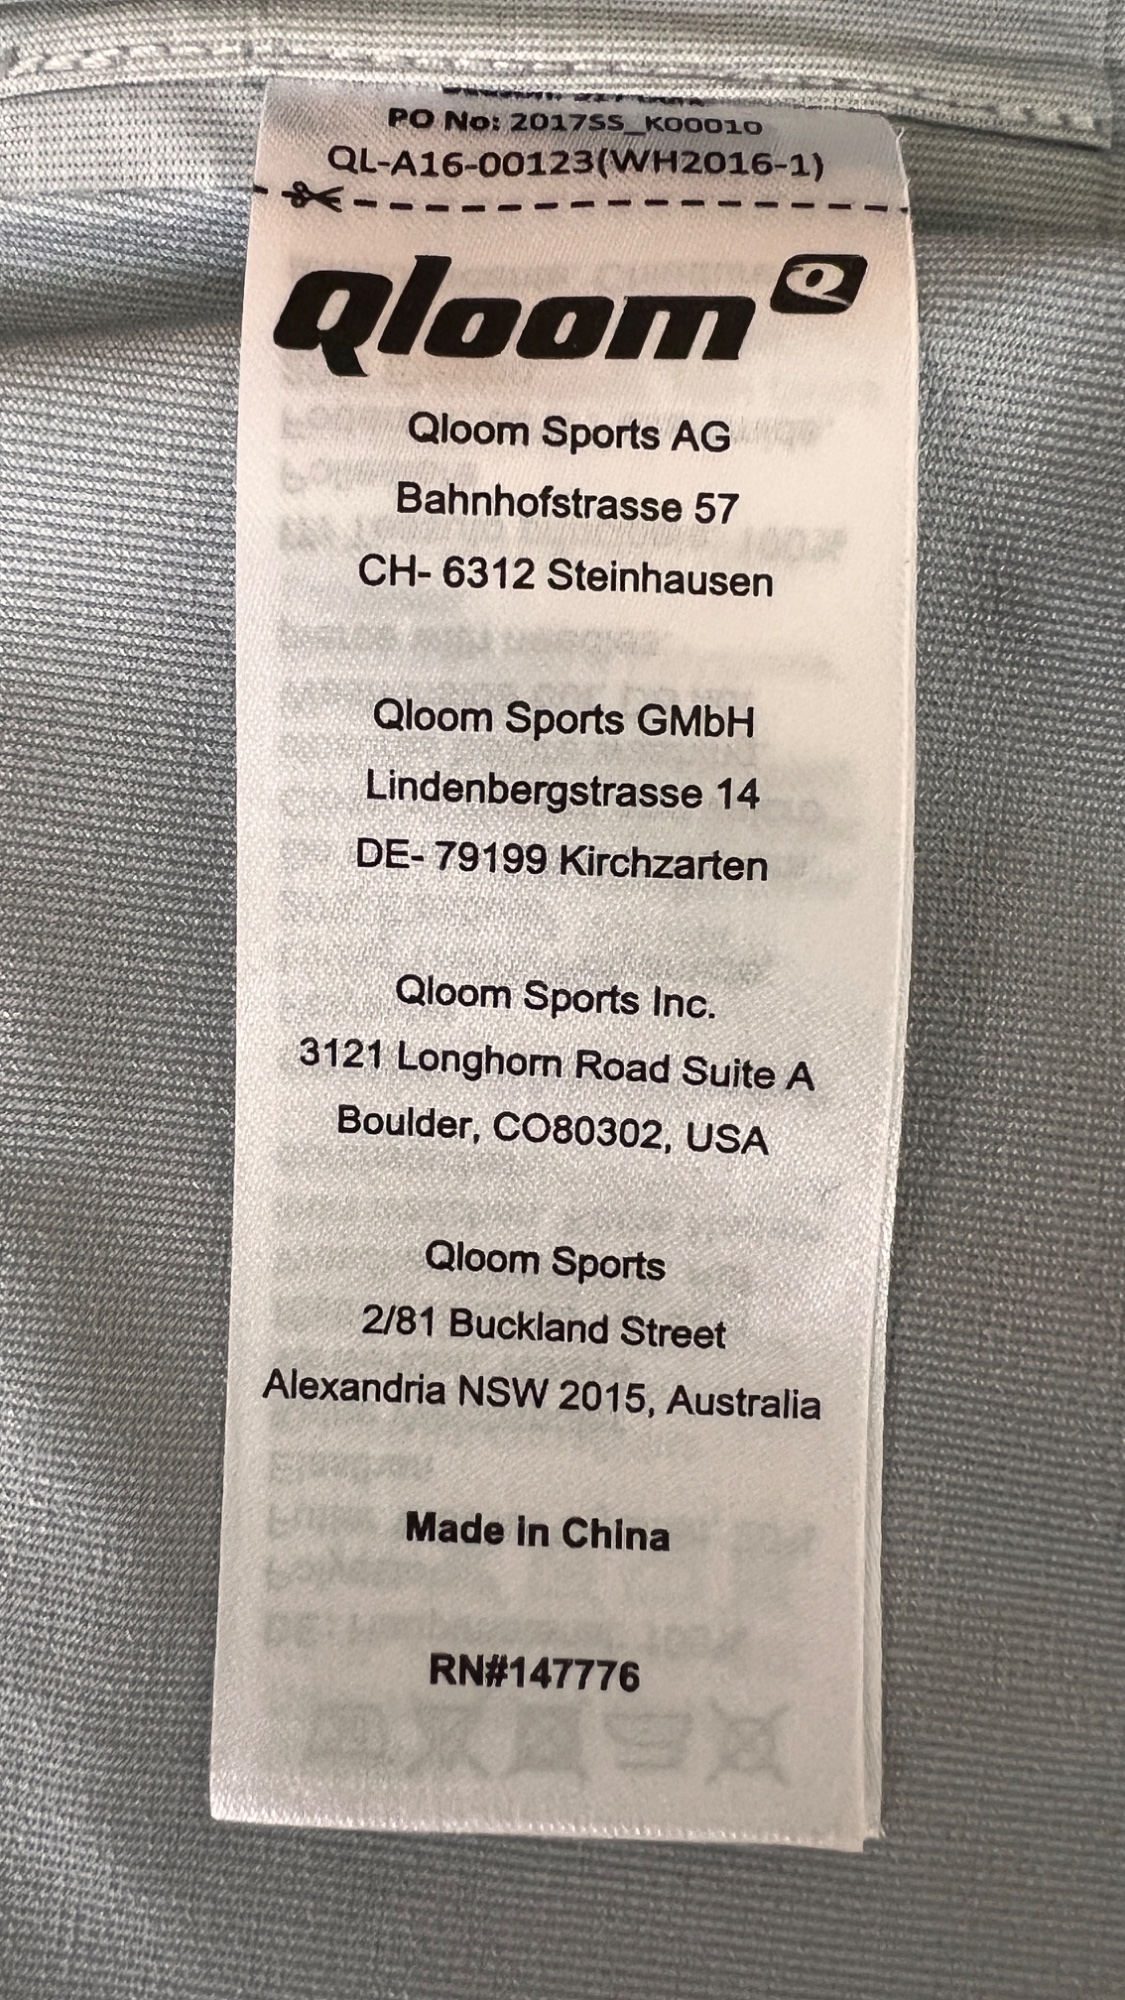 PO No: 2017SS_K00010
QL-A16-00123(WH2016-1)
Qloom Q
Qloom Sports AG
Bahnhofstrasse 57
CH- 6312 Steinhausen
Qloom Sports GMbH
Lindenbergstrasse 14
DE- 79199 Kirchzarten
Qloom Sports Inc.
3121 Longhorn Road Suite A
Boulder, CO80302, USA
Qloom Sports
2/81 Buckland Street
Alexandria NSW 2015, Australia
Made in China
RN#147776